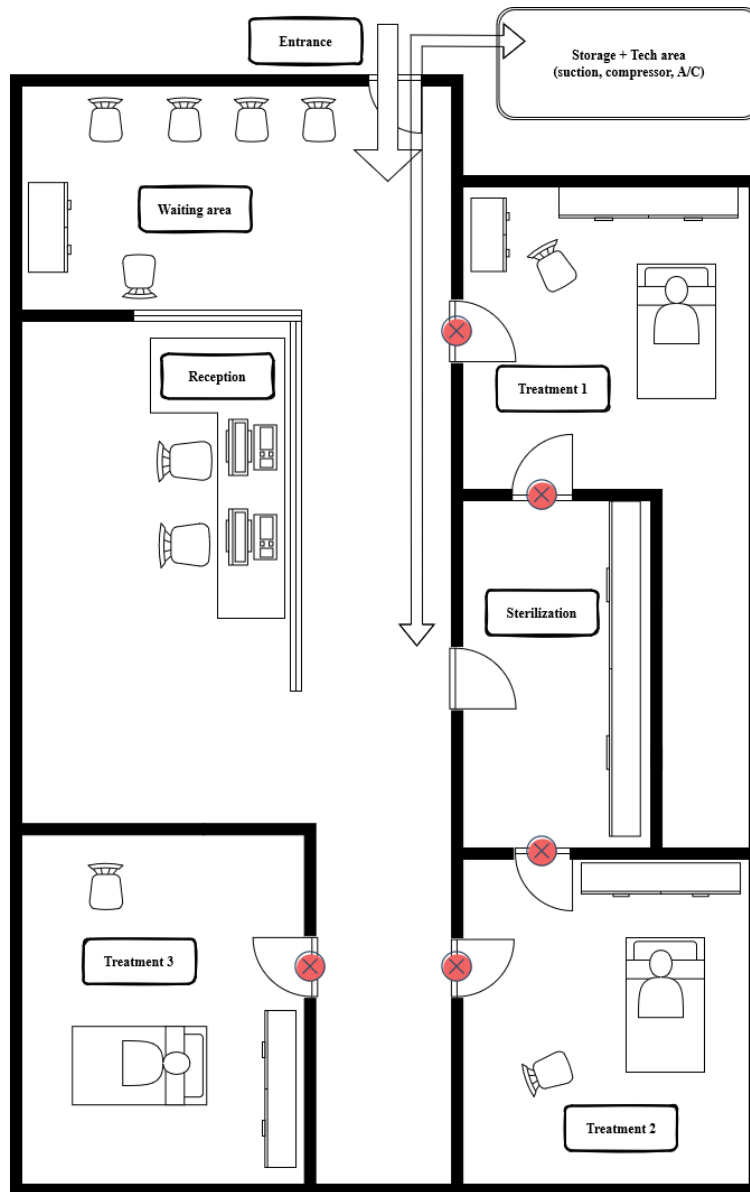 Entrance
Storage + Tech area
(suction, compressor, A/C)
Waiting area
Reception
Treatment 1
Sterilization
Treatment 3
Treatment 2